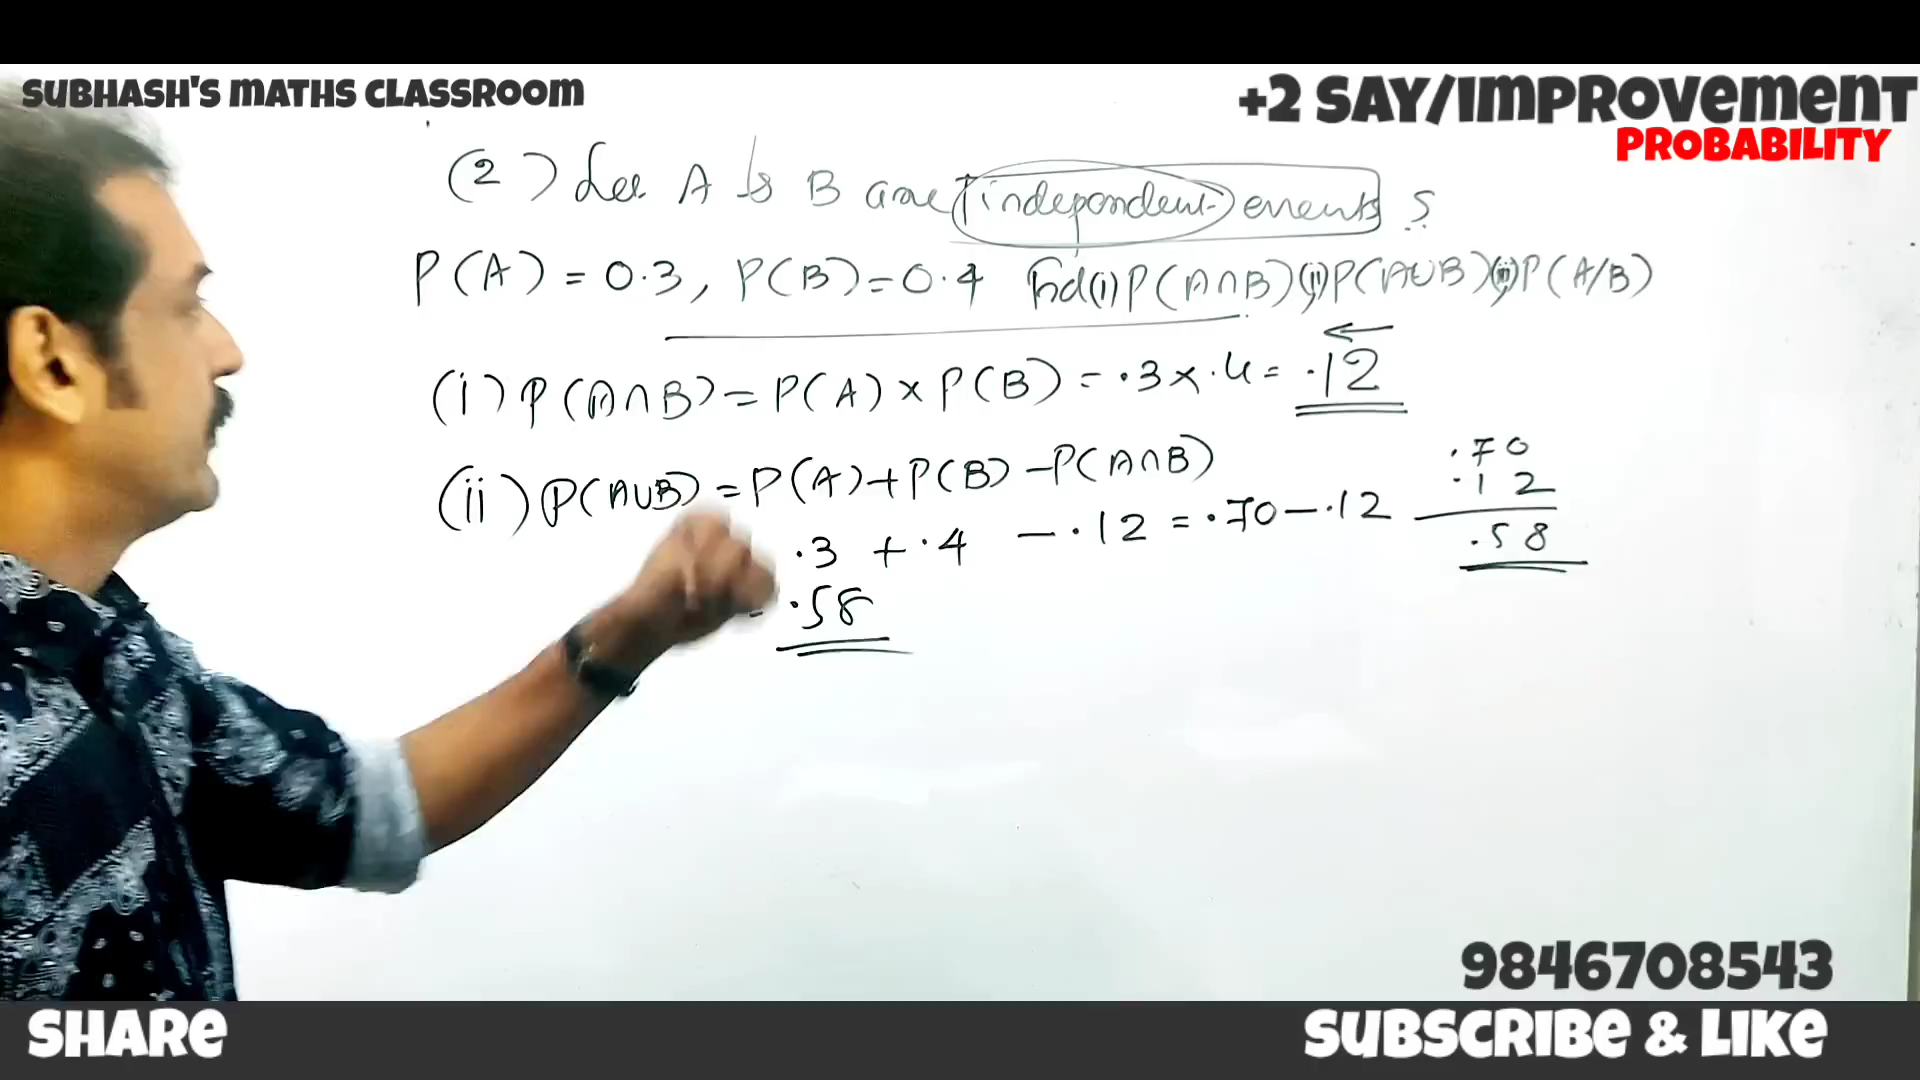 SUBHASH'S MATHS CLASSROOM
+2 SAY/IMPROVEMENT
PROBABILITY
(2) Let A & B are independent events S
P(A) = 0.3, P(B) = 0.4 Find (i) P(A∩B) (ii) P(A∪B) (iii) P(A/B)
(i) P(A∩B) = P(A) × P(B) = .3 × .4 = .12
(ii) P(A∪B) = P(A) + P(B) - P(A∩B)
.3 + .4 - .12 = .70 - .12
.58
.70
.12
.58
9846708543
SHARE
SUBSCRIBE & LIKE